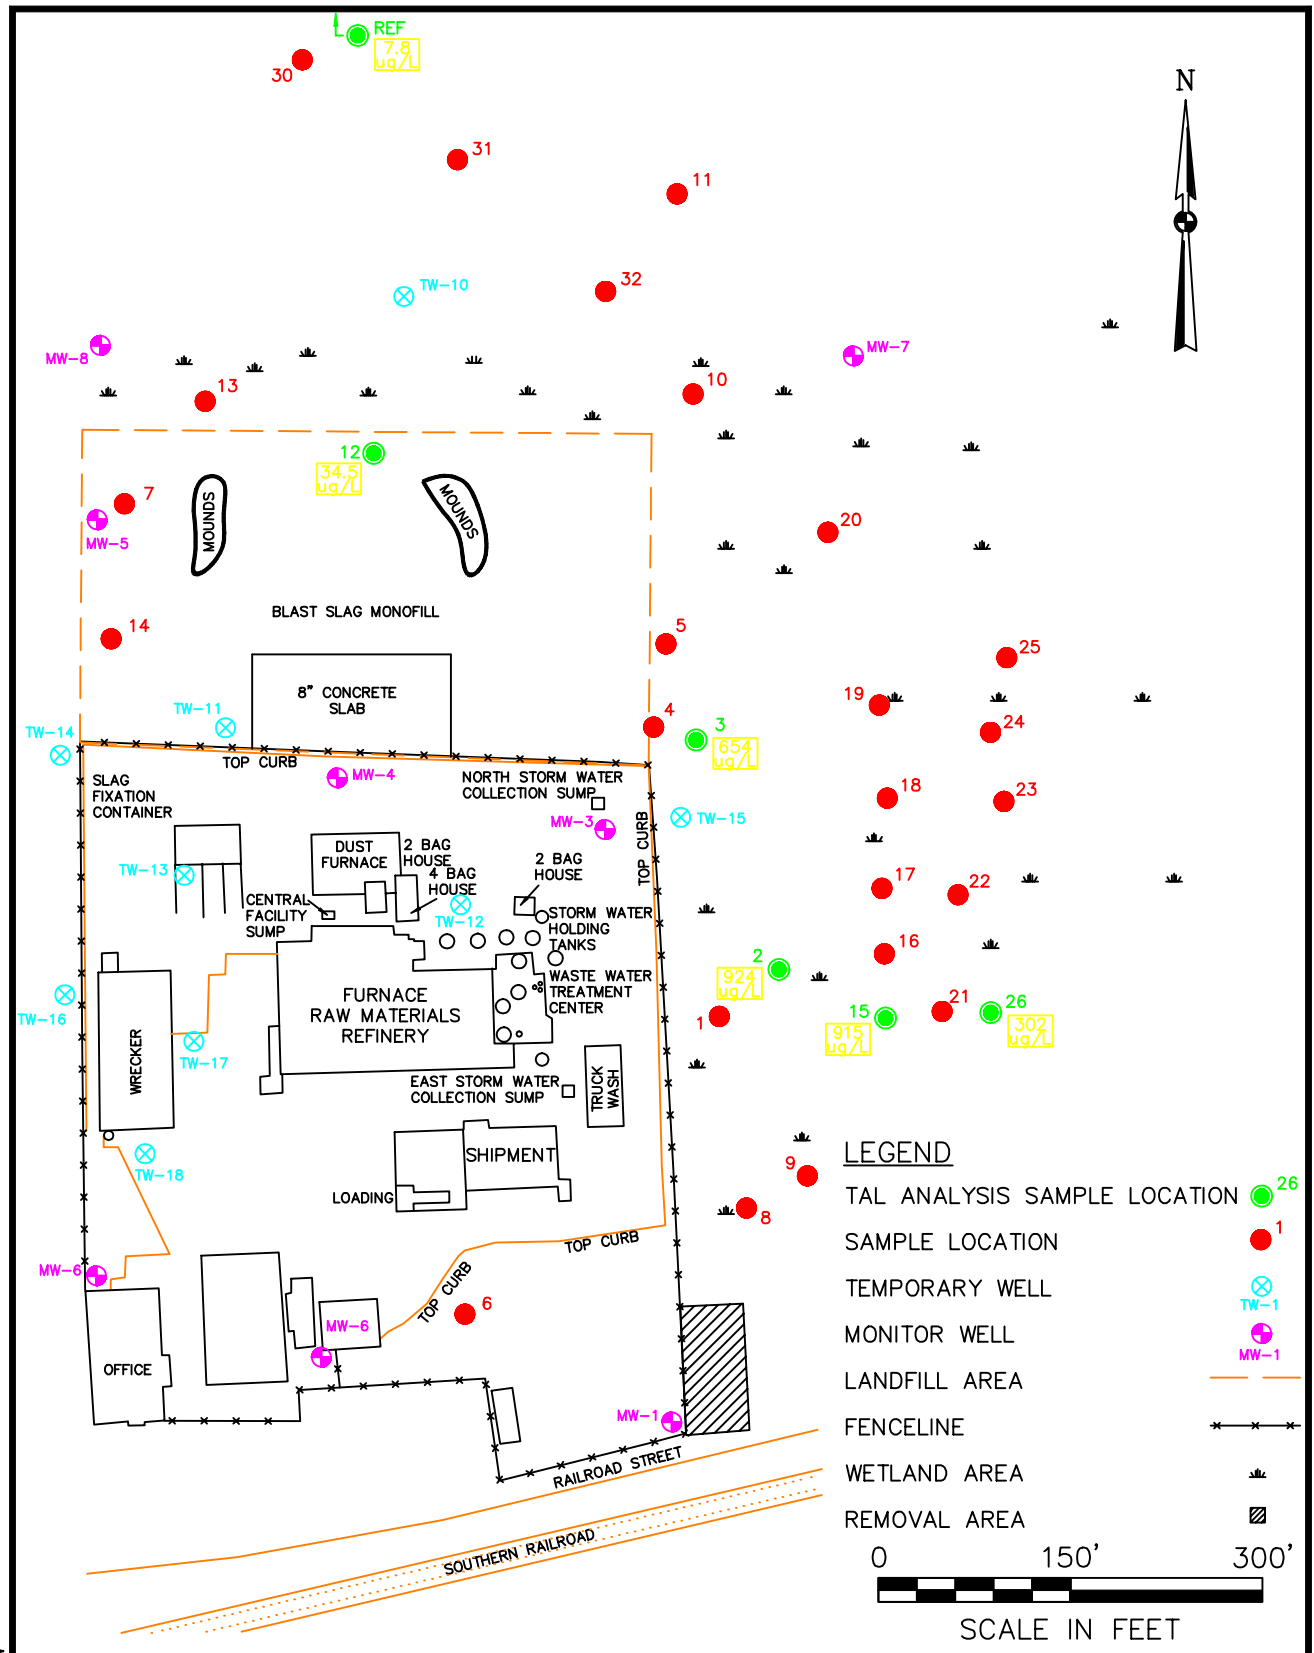 REF
7.8
ug/L
30
31
11
N
32
TW-10
MW-8
MW-7
13
10
12
34.5
ug/L
7
MOUNDS
MOUNDS
MW-5
20
BLAST SLAG MONOFILL
14
5
25
8" CONCRETE
SLAB
19
TW-11
4
3
24
TW-14
654
ug/L
TOP CURB
MW-4
NORTH STORM WATER
COLLECTION SUMP
SLAG
FIXATION
CONTAINER
18
23
MW-3
TW-15
TOP CURB
DUST
FURNACE
2 BAG
HOUSE
4 BAG
HOUSE
2 BAG
HOUSE
TW-13
17
22
CENTRAL
FACILITY
SUMP
TW-12
STORM WATER
HOLDING
TANKS
16
2
924
ug/L
WASTE WATER
TREATMENT
CENTER
FURNACE
RAW MATERIALS
REFINERY
TW-16
1
15
915
ug/L
21
26
302
ug/L
WRECKER
TW-17
EAST STORM WATER
COLLECTION SUMP
TRUCK
WASH
SHIPMENT
TW-18
LOADING
9
8
TOP CURB
MW-6
TOP CURB
6
MW-6
OFFICE
MW-1
RAILROAD STREET
SOUTHERN RAILROAD
LEGEND
TAL ANALYSIS SAMPLE LOCATION 26
SAMPLE LOCATION 1
TEMPORARY WELL
TW-1
MONITOR WELL
MW-1
LANDFILL AREA
FENCELINE
WETLAND AREA
REMOVAL AREA
0 150' 300'
SCALE IN FEET